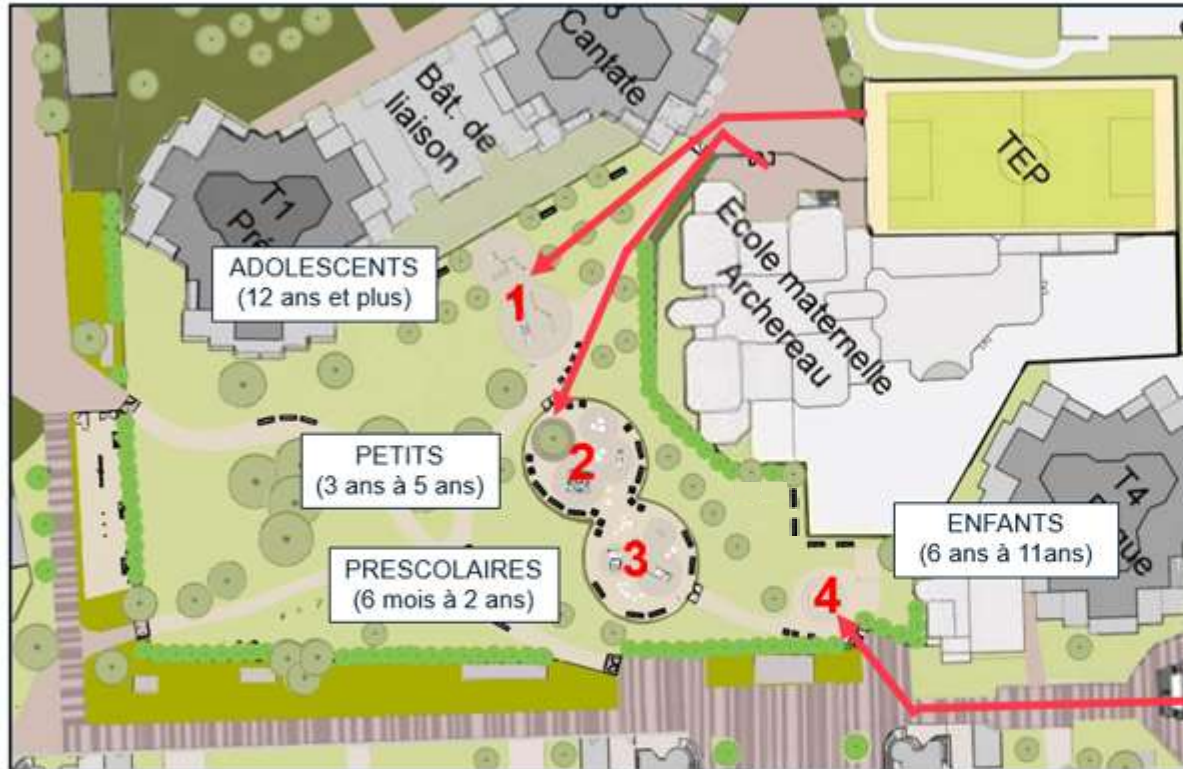 Cantate
Bât. de
liaison
T1
TEP
Ecole maternelle
Archereau
ADOLESCENTS
(12 ans et plus)
1
PETITS
(3 ans à 5 ans)
2
PRESCOLAIRES
(6 mois à 2 ans)
3
ENFANTS
(6 ans à 11ans)
4
T4